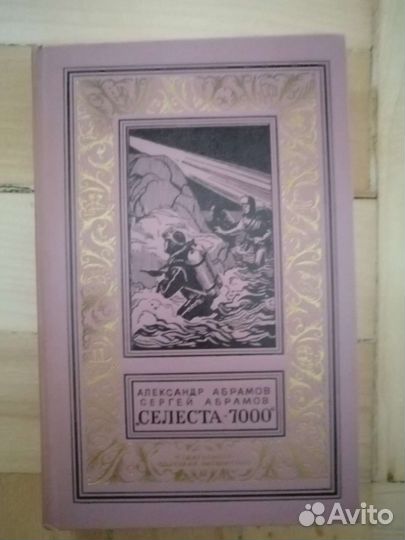 АЛЕКСАНДР АБРАМОВ
СЕРГЕЙ АБРАМОВ
„СЕЛЕСТА-7000"
Avito